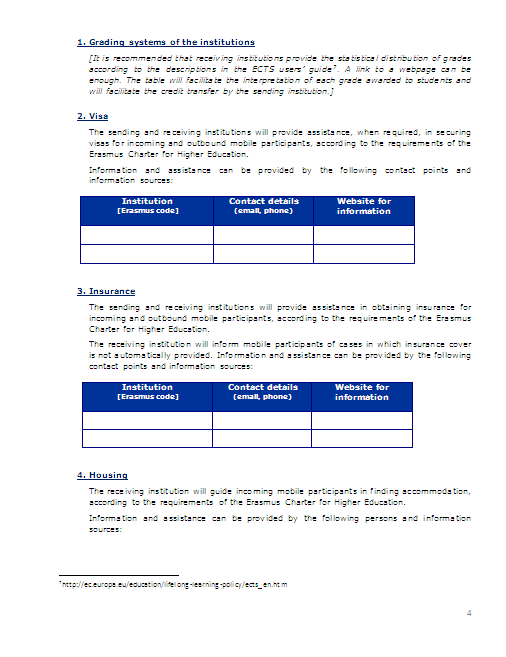 1. Grading systems of the institutions
[It is recommended that receiving institutions provide the statistical distribution of grades
according to the descriptions in the ECTS users' guide7. A link to a webpage can be
enough. The table will facilitate the interpretation of each grade awarded to students and
will facilitate the credit transfer by the sending institution.]
2. Visa
The sending and receiving institutions will provide assistance, when required, in securing
visas for incoming and outbound mobile participants, according to the requirements of the
Erasmus Charter for Higher Education.
Information and assistance can be provided by the following contact points and
information sources:
Institution Contact details Website for
[Erasmus code] (email, phone) information
3. Insurance
The sending and receiving institutions will provide assistance in obtaining insurance for
incoming and outbound mobile participants, according to the requirements of the Erasmus
Charter for Higher Education.
The receiving institution will inform mobile participants of cases in which insurance cover
is not automatically provided. Information and assistance can be provided by the following
contact points and information sources:
Institution Contact details Website for
[Erasmus code] (email, phone) information
4. Housing
The receiving institution will guide incoming mobile participants in finding accommodation,
according to the requirements of the Erasmus Charter for Higher Education.
Information and assistance can be provided by the following persons and information
sources:
7http://ec.europa.eu/education/lifelong-learning-policy/ects_en.htm
4